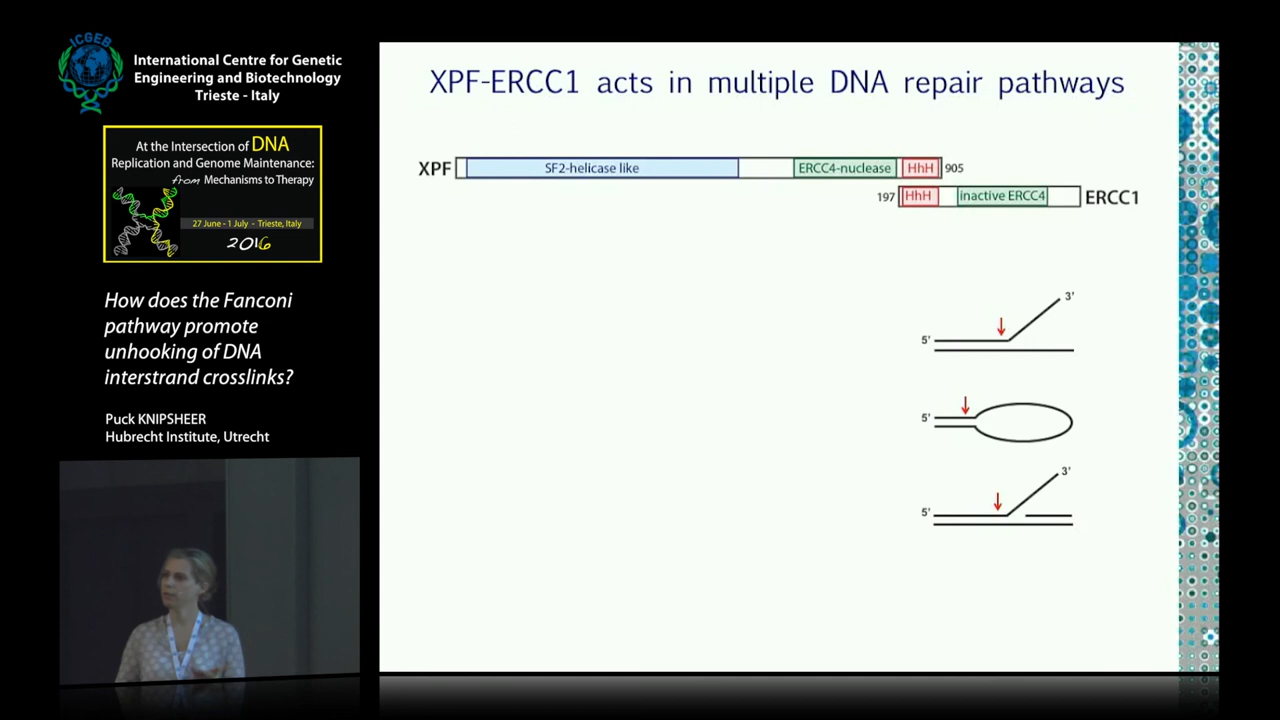 ICGEB
International Centre for Genetic
Engineering and Biotechnology
Trieste - Italy
At the Intersection of DNA
Replication and Genome Maintenance:
from Mechanisms to Therapy
27 June - 1 July - Trieste, Italy
2016
How does the Fanconi
pathway promote
unhooking of DNA
interstrand crosslinks?
Puck KNIPSHEER
Hubrecht Institute, Utrecht
XPF-ERCC1 acts in multiple DNA repair pathways
XPF SF2-helicase like ERCC4-nuclease HhH 905
197 HhH inactive ERCC4 ERCC1
3'
5'
5'
3'
5'